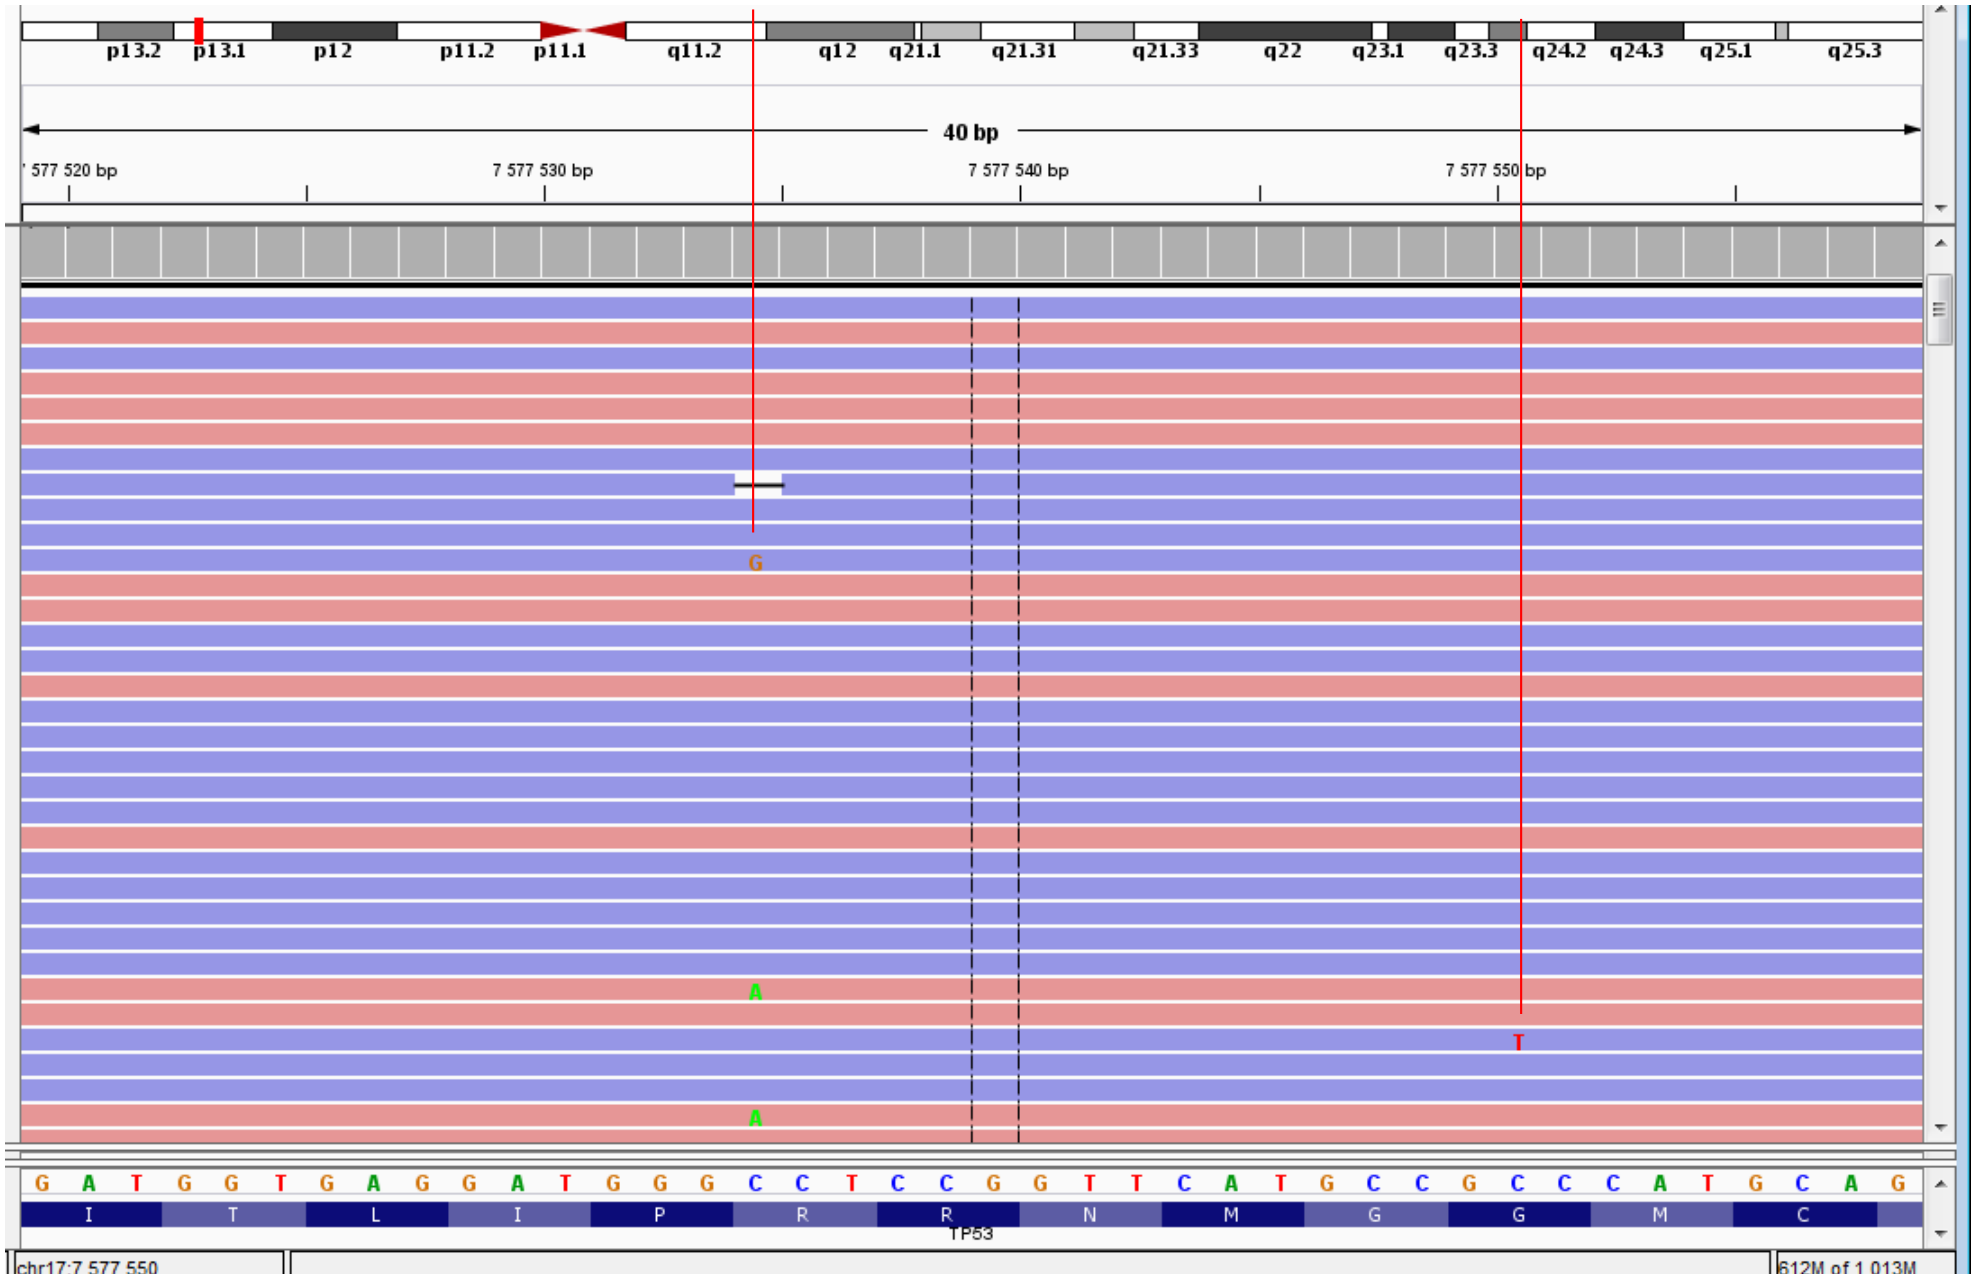 p13.2 p13.1 p12 p11.2 p11.1 q11.2 q12 q21.1 q21.31 q21.33 q22 q23.1 q23.3 q24.2 q24.3 q25.1 q25.3
40 bp
577 520 bp 7 577 530 bp 7 577 540 bp 7 577 550 bp
G
A
T
A
G A T G G T G A G G A T G G G C C T C C G G T T C A T G C C G C C C A T G C A G
I T L I P R R N M G G M C
TP53
chr17:7 577 550 612M of 1 013M